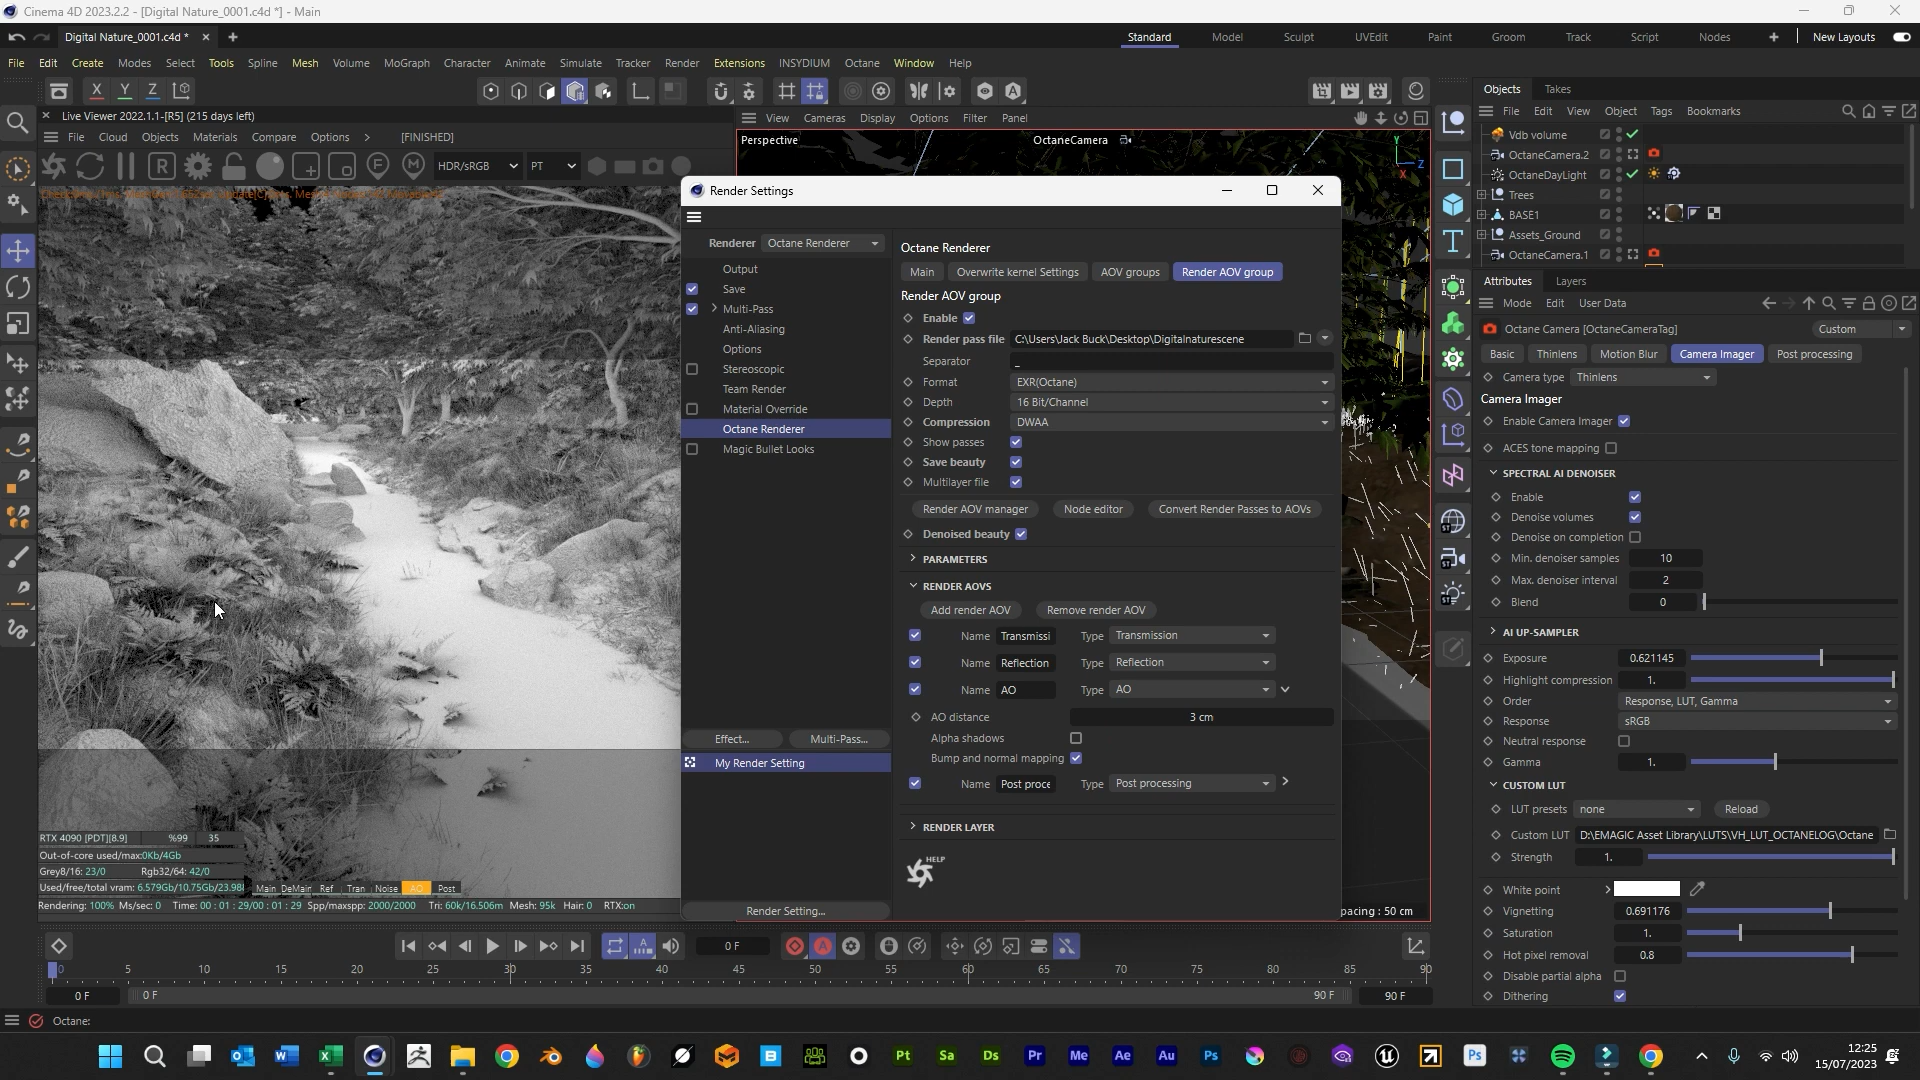 Cinema 4D 2023.2.2 - [Digital Nature_0001.c4d *] - Main
Digital Nature_0001.c4d *
Standard Model Sculpt UVEdit Paint Groom Track Script Nodes New Layouts
File Edit Create Modes Select Tools Spline Mesh Volume MoGraph Character Animate Simulate Tracker Render Extensions INSYDIUM Octane Window Help
X Y Z
Live Viewer 2022.1.1-[R5] (215 days left)
File Cloud Objects Materials Compare Options [FINISHED]
HDR/sRGB PT
View Cameras Display Options Filter Panel
Perspective
OctaneCamera
Y
Z
X
Render Settings
Renderer Octane Renderer
Output
Save
Multi-Pass
Anti-Aliasing
Options
Stereoscopic
Team Render
Material Override
Octane Renderer
Magic Bullet Looks
Effect... Multi-Pass...
My Render Setting
Render Setting...
Octane Renderer
Main Overwrite kernel Settings AOV groups Render AOV group
Render AOV group
Enable
Render pass file C:\Users\Jack Buck\Desktop\Digitalnaturescene
Separator _
Format EXR(Octane)
Depth 16 Bit/Channel
Compression DWAA
Show passes
Save beauty
Multilayer file
Render AOV manager Node editor Convert Render Passes to AOVs
Denoised beauty
PARAMETERS
RENDER AOVS
Add render AOV Remove render AOV
Name Transmissi Type Transmission
Name Reflection Type Reflection
Name AO Type AO
AO distance 3 cm
Alpha shadows
Bump and normal mapping
Name Post proce Type Post processing
RENDER LAYER
HELP
RTX 4090 [PDT][8.9] %99 35
Out-of-core used/max:0Kb/4Gb
Grey8/16: 23/0 Rgb32/64: 42/0
Used/free/total vram: 6.579Gb/10.75Gb/23.98
Main DeMain Ref Tran Noise AO Post
Rendering: 100% Ms/sec: 0 Time: 00 : 01 : 29/00 : 01 : 29 Spp/maxspp: 2000/2000 Tri: 60k/16.506m Mesh: 95k Hair: 0 RTX:on
pacing : 50 cm
0 F
0 5 10 15 20 25 30 35 40 45 50 55 60 65 70 75 80 85 90
0 F 0 F 90 F 90 F
Octane:
Objects Takes
File Edit View Object Tags Bookmarks
Vdb volume
OctaneCamera.2
OctaneDayLight
Trees
BASE1
Assets_Ground
OctaneCamera.1
Attributes Layers
Mode Edit User Data
Octane Camera [OctaneCameraTag] Custom
Basic Thinlens Motion Blur Camera Imager Post processing
Camera type Thinlens
Camera Imager
Enable Camera Imager
ACES tone mapping
SPECTRAL AI DENOISER
Enable
Denoise volumes
Denoise on completion
Min. denoiser samples 10
Max. denoiser interval 2
Blend 0
AI UP-SAMPLER
Exposure 0.621145
Highlight compression 1.
Order Response, LUT, Gamma
Response sRGB
Neutral response
Gamma 1.
CUSTOM LUT
LUT presets none Reload
Custom LUT D:\EMAGIC Asset Library\LUTS\VH_LUT_OCTANELOG\Octane
Strength 1.
White point
Vignetting 0.691176
Saturation 1.
Hot pixel removal 0.8
Disable partial alpha
Dithering
Pt Sa Ds Pr Me Ae Au Ps Ps
12:25
15/07/2023